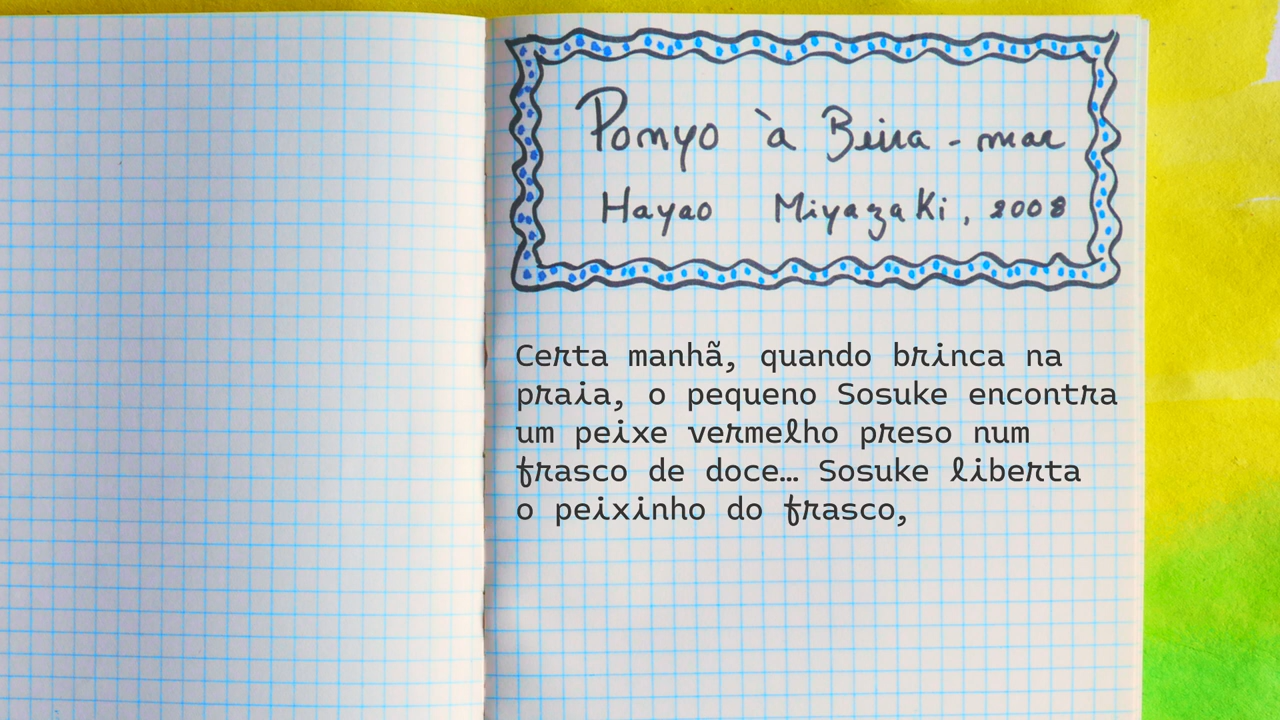 Ponyo à Beira-mar
Hayao Miyazaki, 2008
Certa manhã, quando brinca na
praia, o pequeno Sosuke encontra
um peixe vermelho preso num
frasco de doce… Sosuke liberta
o peixinho do frasco,